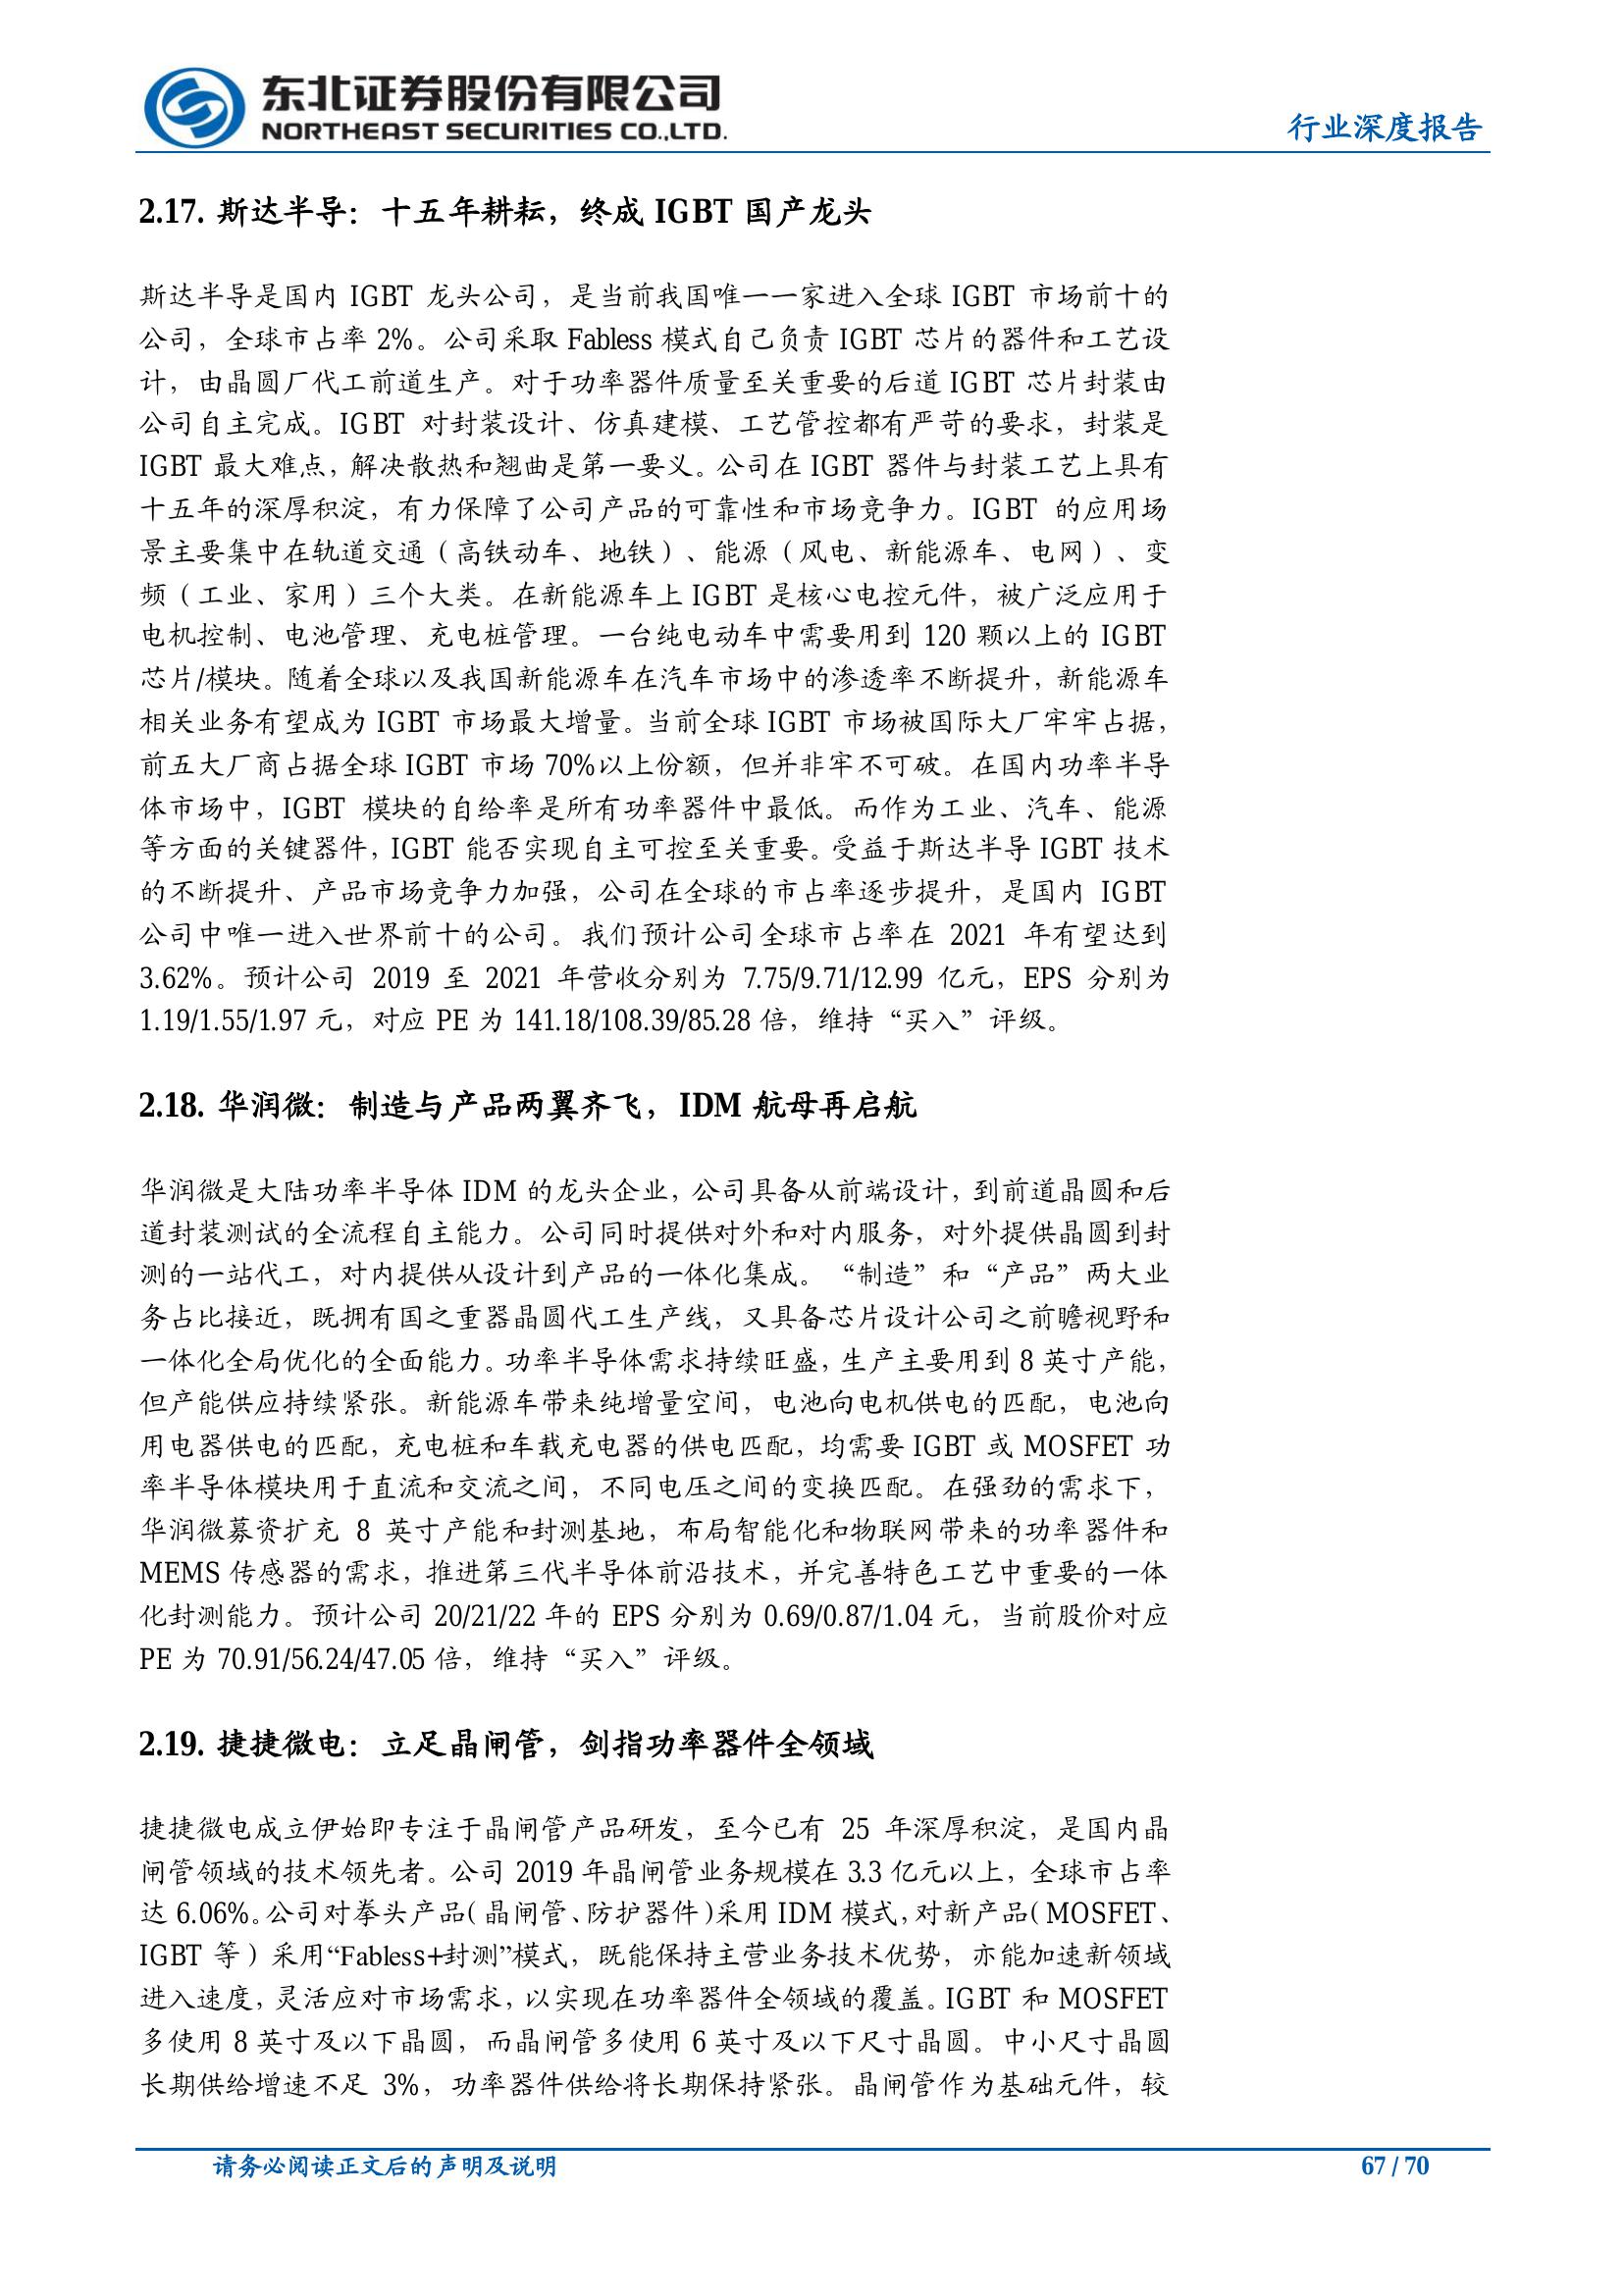 东北证券股份有限公司
NORTHEAST SECURITIES CO.,LTD.
行业深度报告
2.17. 斯达半导：十五年耕耘，终成 IGBT 国产龙头
斯达半导是国内 IGBT 龙头公司，是当前我国唯一一家进入全球 IGBT 市场前十的
公司，全球市占率 2%。公司采取 Fabless 模式自己负责 IGBT 芯片的器件和工艺设
计，由晶圆厂代工前道生产。对于功率器件质量至关重要的后道 IGBT 芯片封装由
公司自主完成。IGBT 对封装设计、仿真建模、工艺管控都有严苛的要求，封装是
IGBT 最大难点，解决散热和翘曲是第一要义。公司在 IGBT 器件与封装工艺上具有
十五年的深厚积淀，有力保障了公司产品的可靠性和市场竞争力。IGBT 的应用场
景主要集中在轨道交通（高铁动车、地铁）、能源（风电、新能源车、电网）、变
频（工业、家用）三个大类。在新能源车上 IGBT 是核心电控元件，被广泛应用于
电机控制、电池管理、充电桩管理。一台纯电动车中需要用到 120 颗以上的 IGBT
芯片/模块。随着全球以及我国新能源车在汽车市场中的渗透率不断提升，新能源车
相关业务有望成为 IGBT 市场最大增量。当前全球 IGBT 市场被国际大厂牢牢占据，
前五大厂商占据全球 IGBT 市场 70%以上份额，但并非牢不可破。在国内功率半导
体市场中，IGBT 模块的自给率是所有功率器件中最低。而作为工业、汽车、能源
等方面的关键器件，IGBT 能否实现自主可控至关重要。受益于斯达半导 IGBT 技术
的不断提升、产品市场竞争力加强，公司在全球的市占率逐步提升，是国内 IGBT
公司中唯一进入世界前十的公司。我们预计公司全球市占率在 2021 年有望达到
3.62%。预计公司 2019 至 2021 年营收分别为 7.75/9.71/12.99 亿元，EPS 分别为
1.19/1.55/1.97 元，对应 PE 为 141.18/108.39/85.28 倍，维持“买入”评级。
2.18. 华润微：制造与产品两翼齐飞，IDM 航母再启航
华润微是大陆功率半导体 IDM 的龙头企业，公司具备从前端设计，到前道晶圆和后
道封装测试的全流程自主能力。公司同时提供对外和对内服务，对外提供晶圆到封
测的一站代工，对内提供从设计到产品的一体化集成。“制造”和“产品”两大业
务占比接近，既拥有国之重器晶圆代工生产线，又具备芯片设计公司之前瞻视野和
一体化全局优化的全面能力。功率半导体需求持续旺盛，生产主要用到 8 英寸产能，
但产能供应持续紧张。新能源车带来纯增量空间，电池向电机供电的匹配，电池向
用电器供电的匹配，充电桩和车载充电器的供电匹配，均需要 IGBT 或 MOSFET 功
率半导体模块用于直流和交流之间，不同电压之间的变换匹配。在强劲的需求下，
华润微募资扩充 8 英寸产能和封测基地，布局智能化和物联网带来的功率器件和
MEMS 传感器的需求，推进第三代半导体前沿技术，并完善特色工艺中重要的一体
化封测能力。预计公司 20/21/22 年的 EPS 分别为 0.69/0.87/1.04 元，当前股价对应
PE 为 70.91/56.24/47.05 倍，维持“买入”评级。
2.19. 捷捷微电：立足晶闸管，剑指功率器件全领域
捷捷微电成立伊始即专注于晶闸管产品研发，至今已有 25 年深厚积淀，是国内晶
闸管领域的技术领先者。公司 2019 年晶闸管业务规模在 3.3 亿元以上，全球市占率
达 6.06%。公司对拳头产品（晶闸管、防护器件）采用 IDM 模式，对新产品（MOSFET、
IGBT 等）采用“Fabless+封测”模式，既能保持主营业务技术优势，亦能加速新领域
进入速度，灵活应对市场需求，以实现在功率器件全领域的覆盖。IGBT 和 MOSFET
多使用 8 英寸及以下晶圆，而晶闸管多使用 6 英寸及以下尺寸晶圆。中小尺寸晶圆
长期供给增速不足 3%，功率器件供给将长期保持紧张。晶闸管作为基础元件，较
请务必阅读正文后的声明及说明
67 / 70